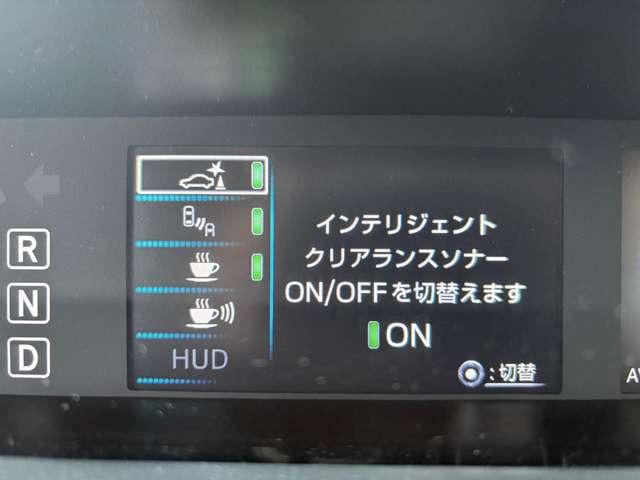 R
N
D
A
HUD
インテリジェント
クリアランスソナー
ON/OFFを切替えます
ON
:切替